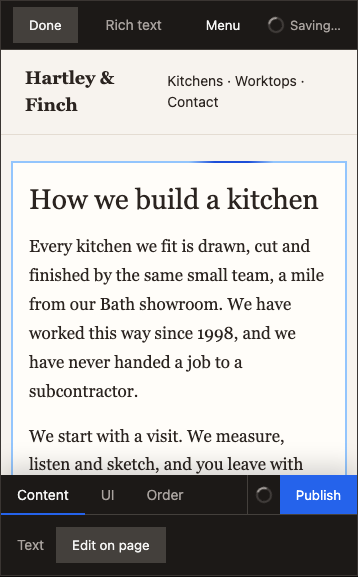 Done Rich text Menu Saving...
Hartley &
Finch
Kitchens · Worktops ·
Contact
How we build a kitchen
Every kitchen we fit is drawn, cut and
finished by the same small team, a mile
from our Bath showroom. We have
worked this way since 1998, and we
have never handed a job to a
subcontractor.
We start with a visit. We measure,
listen and sketch, and you leave with
Content UI Order Publish
Text Edit on page